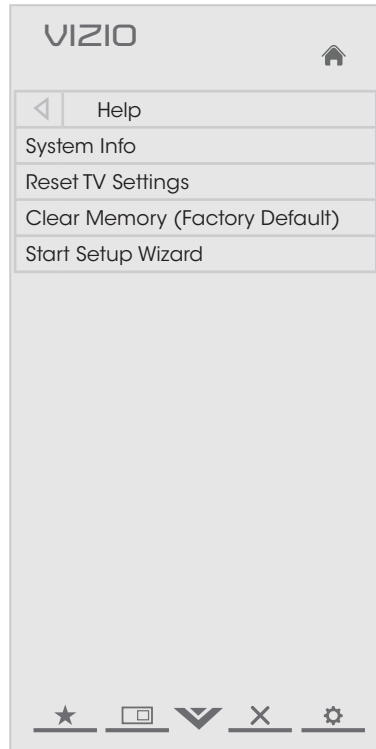 VIZIO
Help
System Info
Reset TV Settings
Clear Memory (Factory Default)
Start Setup Wizard